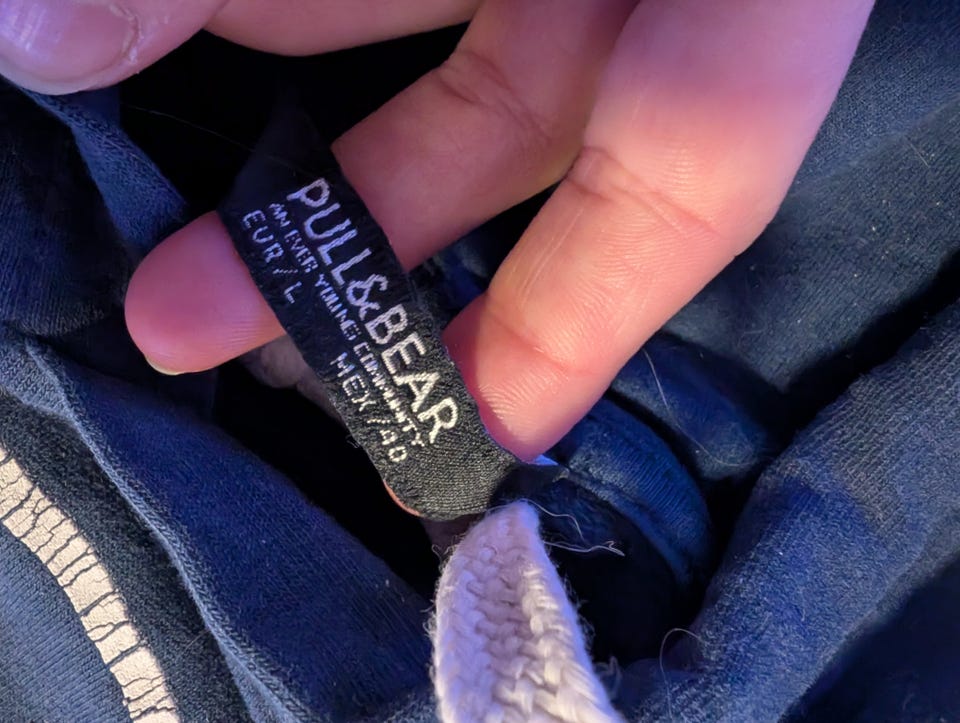 PULL&BEAR
AN EVER YOUNG COMMUNITY
EUR/L MEX/40